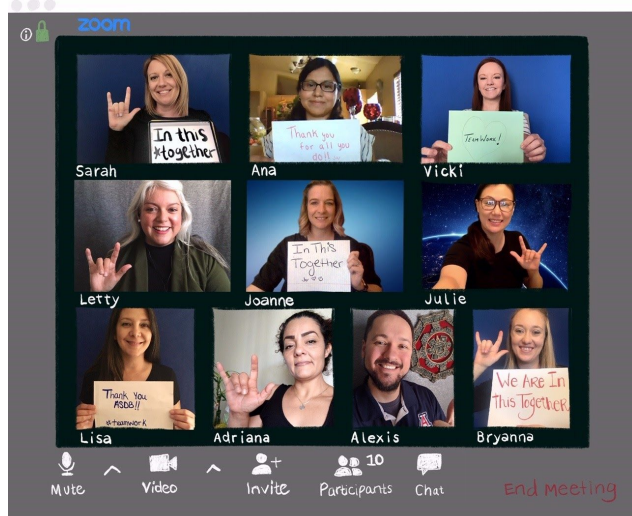 zoom
In this
*together
Thank you
for all you
do!!
TeamWork!
Sarah
Ana
Vicki
In This
Together
Letty
Joanne
Julie
Thank You
ASDB!!
#teamwork
We Are In
This Together
A
Lisa
Adriana
Alexis
Bryanna
10
Mute
Video
Invite
Participants
Chat
End Meeting